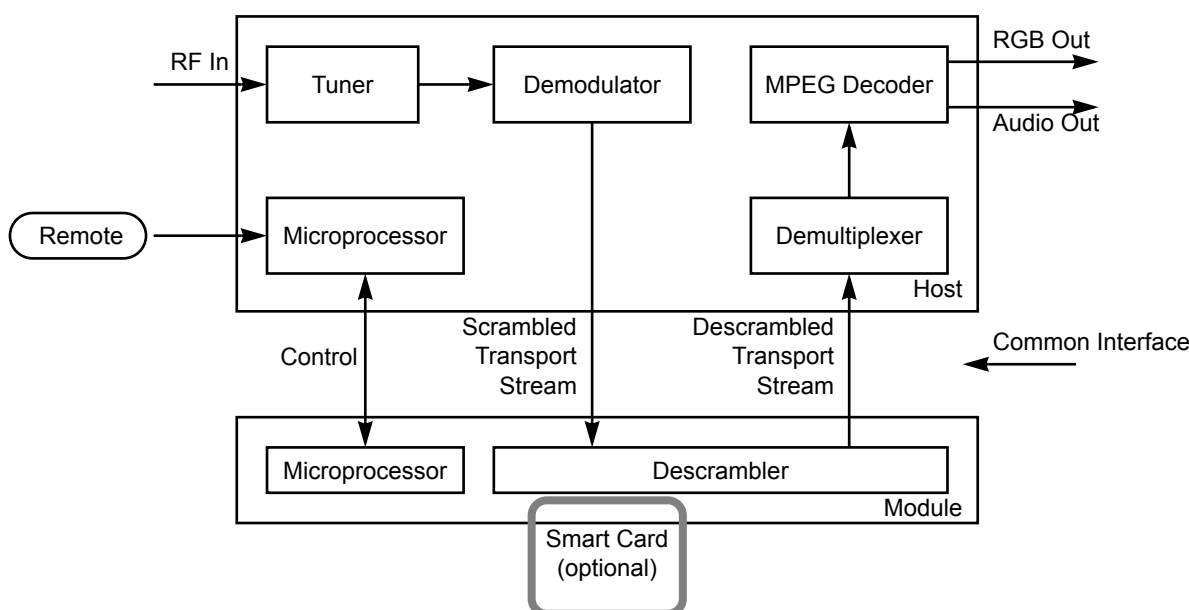 RGB Out
RF In
Tuner
Demodulator
MPEG Decoder
Audio Out
Remote
Microprocessor
Demultiplexer
Host
Control
Scrambled
Transport
Stream
Descrambled
Transport
Stream
Common Interface
Microprocessor
Descrambler
Module
Smart Card
(optional)